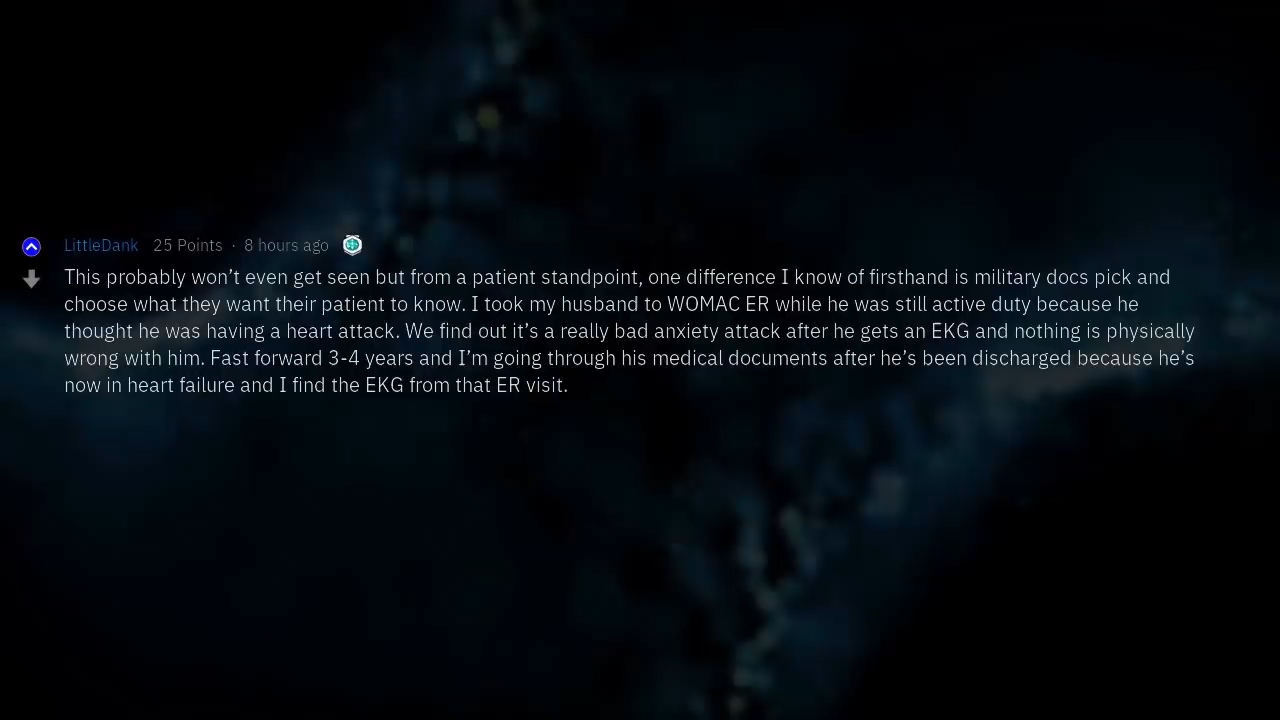 LittleDank 25 Points · 8 hours ago
This probably won’t even get seen but from a patient standpoint, one difference I know of firsthand is military docs pick and
choose what they want their patient to know. I took my husband to WOMAC ER while he was still active duty because he
thought he was having a heart attack. We find out it’s a really bad anxiety attack after he gets an EKG and nothing is physically
wrong with him. Fast forward 3-4 years and I’m going through his medical documents after he’s been discharged because he’s
now in heart failure and I find the EKG from that ER visit.